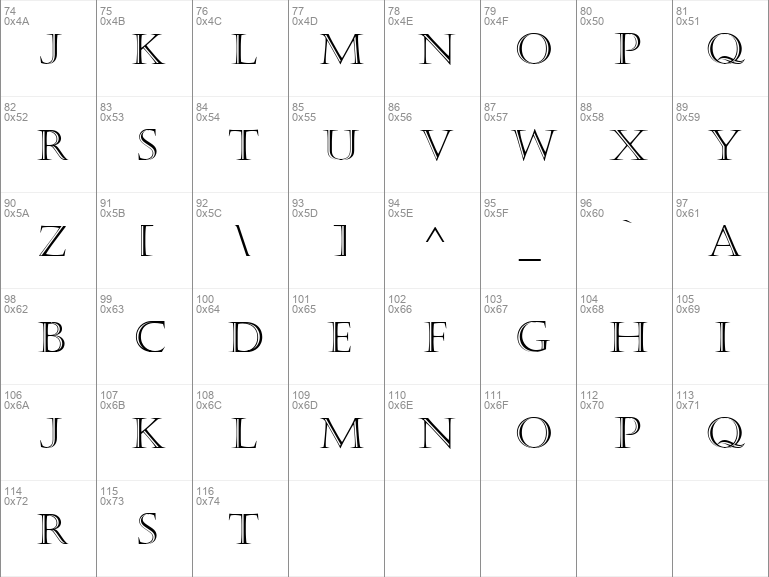 74 75 76 77 78 79 80 81
0x4A 0x4B 0x4C 0x4D 0x4E 0x4F 0x50 0x51
J K L M N O P Q
82 83 84 85 86 87 88 89
0x52 0x53 0x54 0x55 0x56 0x57 0x58 0x59
R S T U V W X Y
90 91 92 93 94 95 96 97
0x5A 0x5B 0x5C 0x5D 0x5E 0x5F 0x60 0x61
Z [ \ ] ^ _ ` A
98 99 100 101 102 103 104 105
0x62 0x63 0x64 0x65 0x66 0x67 0x68 0x69
B C D E F G H I
106 107 108 109 110 111 112 113
0x6A 0x6B 0x6C 0x6D 0x6E 0x6F 0x70 0x71
J K L M N O P Q
114 115 116
0x72 0x73 0x74
R S T